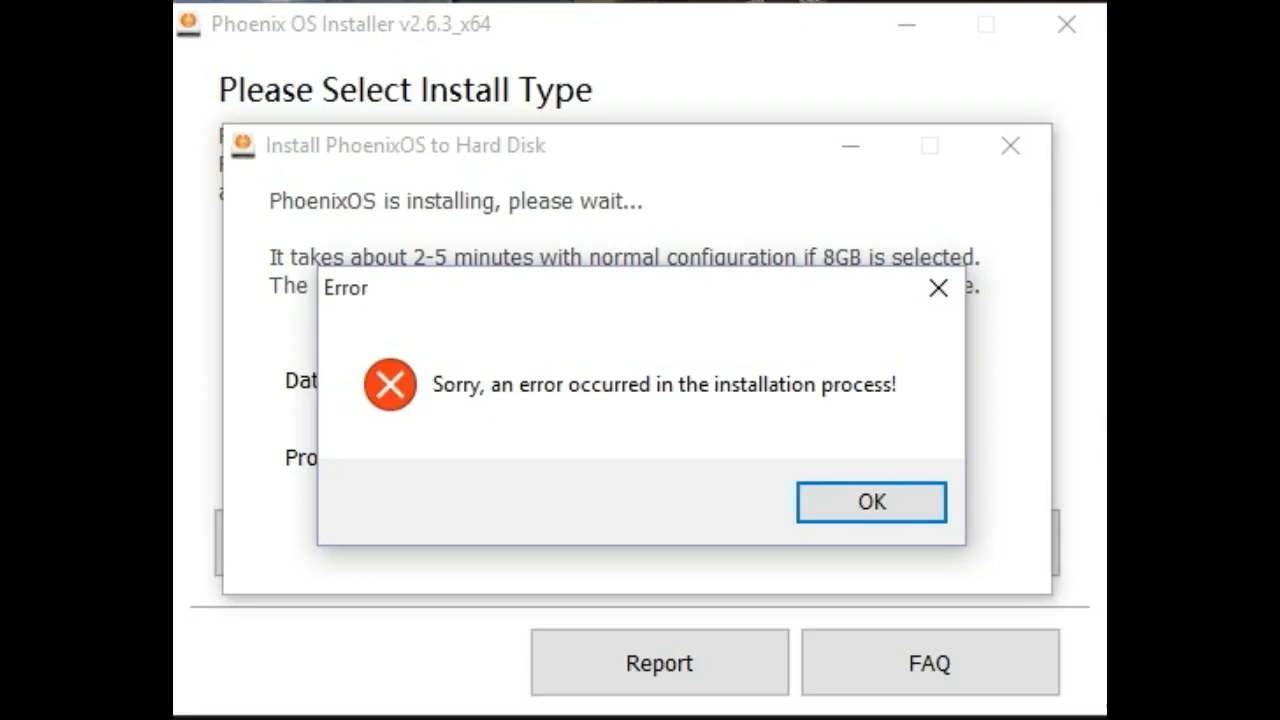 Phoenix OS Installer v2.6.3_x64
Please Select Install Type
Install PhoenixOS to Hard Disk
PhoenixOS is installing, please wait...
It takes about 2-5 minutes with normal configuration if 8GB is selected.
The
Error
Sorry, an error occurred in the installation process!
Dat
Pro
OK
Report
FAQ